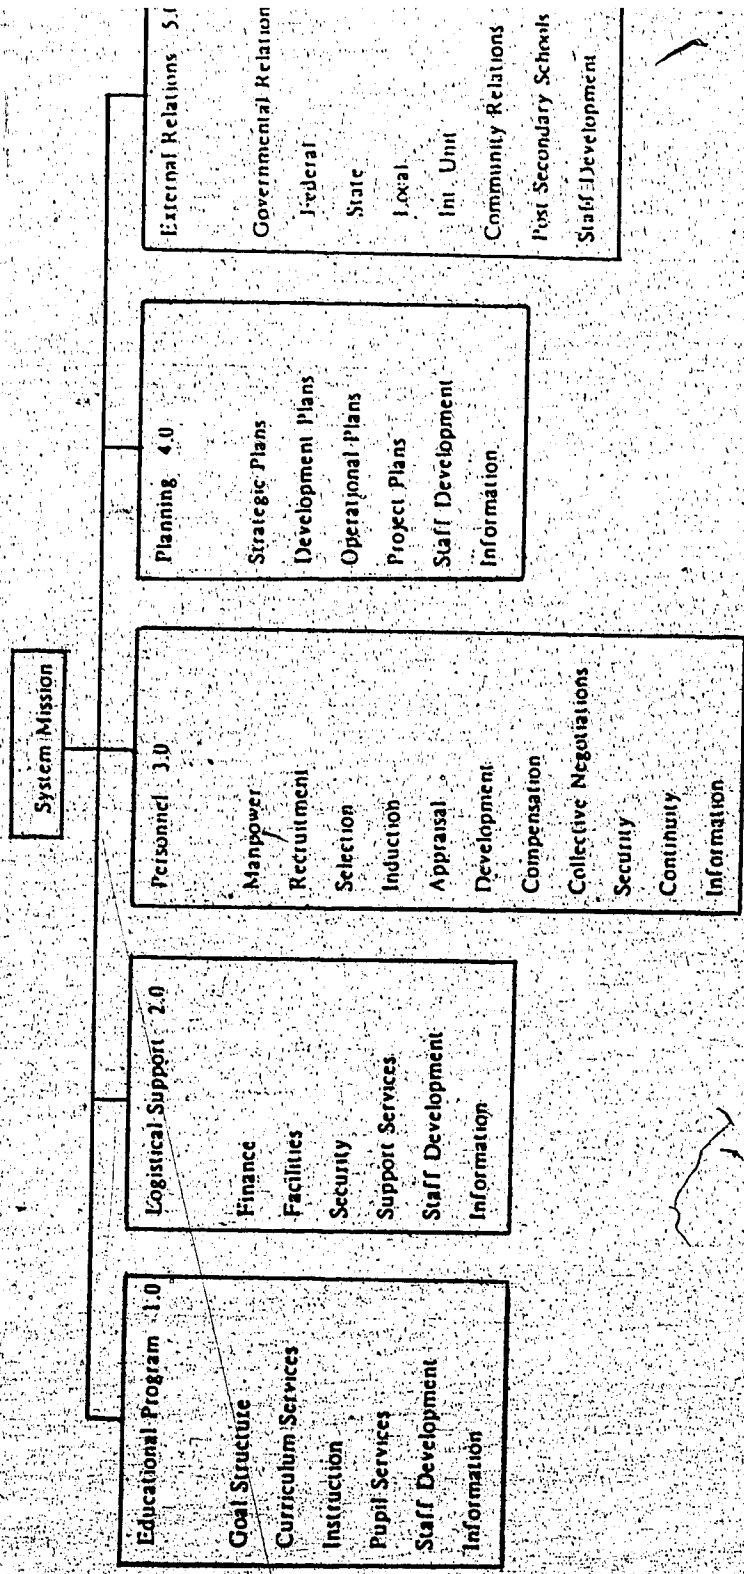 System Mission
Educational Program 1.0
Goal Structure
Curriculum Services
Instruction
Pupil Services
Staff Development
Information
Logistical Support 2.0
Finance
Facilities
Security
Support Services
Staff Development
Information
Personnel 3.0
Manpower
Recruitment
Selection
Induction
Appraisal
Development
Compensation
Collective Negotiations
Security
Continuity
Information
Planning 4.0
Strategic Plans
Development Plans
Operational Plans
Project Plans
Staff Development
Information
External Relations 5.
Governmental Relation
Federal
State
Local
Int. Unit
Community Relations
Post Secondary Schools
Staff Development